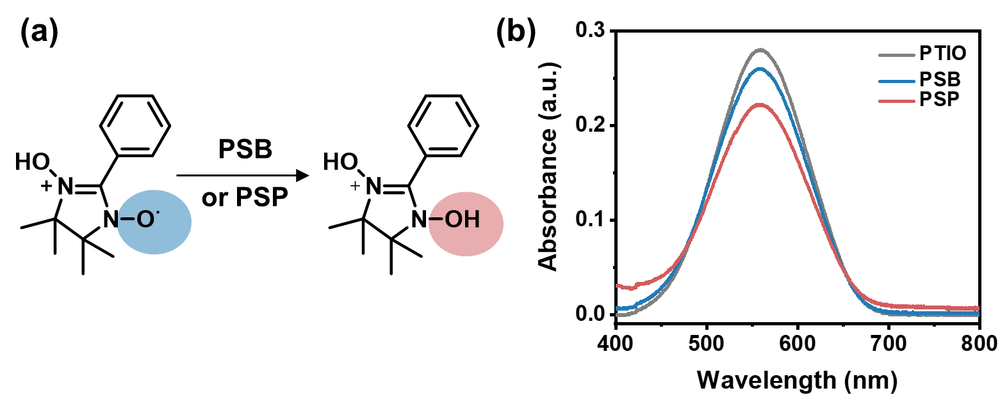 (a)
HO
+ N
N–O·
PSB
or PSP
HO
+ N
N–OH
(b)
Absorbance (a.u.)
0.3
0.2
0.1
0.0
PTIO
PSB
PSP
400 500 600 700 800
Wavelength (nm)